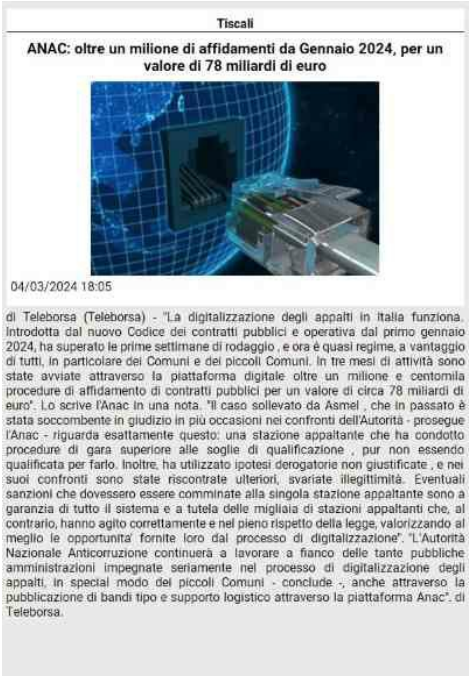 Tiscali
ANAC: oltre un milione di affidamenti da Gennaio 2024, per un
valore di 78 miliardi di euro
04/03/2024 18:05
di Teleborsa (Teleborsa) - "La digitalizzazione degli appalti in Italia funziona.
Introdotta dal nuovo Codice dei contratti pubblici e operativa dal primo gennaio
2024, ha superato le prime settimane di rodaggio , e ora è quasi regime, a vantaggio
di tutti, in particolare dei Comuni e dei piccoli Comuni. In tre mesi di attività sono
state avviate attraverso la piattaforma digitale oltre un milione e centomila
procedure di affidamento di contratti pubblici per un valore di circa 78 miliardi di
euro". Lo scrive l'Anac in una nota. "Il caso sollevato da Asmel , che in passato è
stata soccombente in giudizio in più occasioni nei confronti dell'Autorità - prosegue
l'Anac - riguarda esattamente questo: una stazione appaltante che ha condotto
procedure di gara superiore alle soglie di qualificazione , pur non essendo
qualificata per farlo. Inoltre, ha utilizzato ipotesi derogatorie non giustificate , e nei
suoi confronti sono state riscontrate ulteriori, svariate illegittimità. Eventuali
sanzioni che dovessero essere comminate alla singola stazione appaltante sono a
garanzia di tutto il sistema e a tutela delle migliaia di stazioni appaltanti che, al
contrario, hanno agito correttamente e nel pieno rispetto della legge, valorizzando al
meglio le opportunita' fornite loro dal processo di digitalizzazione". "L'Autorità
Nazionale Anticorruzione continuerà a lavorare a fianco delle tante pubbliche
amministrazioni impegnate seriamente nel processo di digitalizzazione degli
appalti, in special modo dei piccoli Comuni - conclude -, anche attraverso la
pubblicazione di bandi tipo e supporto logistico attraverso la piattaforma Anac". di
Teleborsa.